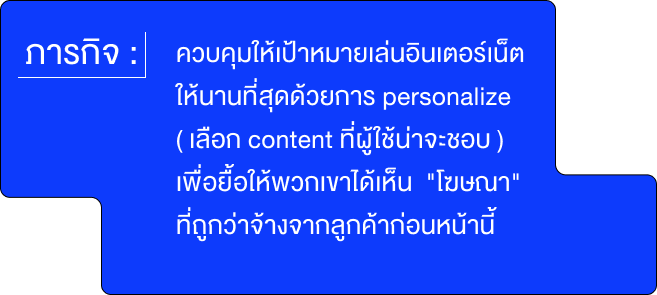 ภารกิจ :
ควบคุมให้เป้าหมายเล่นอินเตอร์เน็ต
ให้นานที่สุดด้วยการ personalize
( เลือก content ที่ผู้ใช้น่าจะชอบ )
เพื่อยื้อให้พวกเขาได้เห็น "โฆษณา"
ที่ถูกว่าจ้างจากลูกค้าก่อนหน้านี้